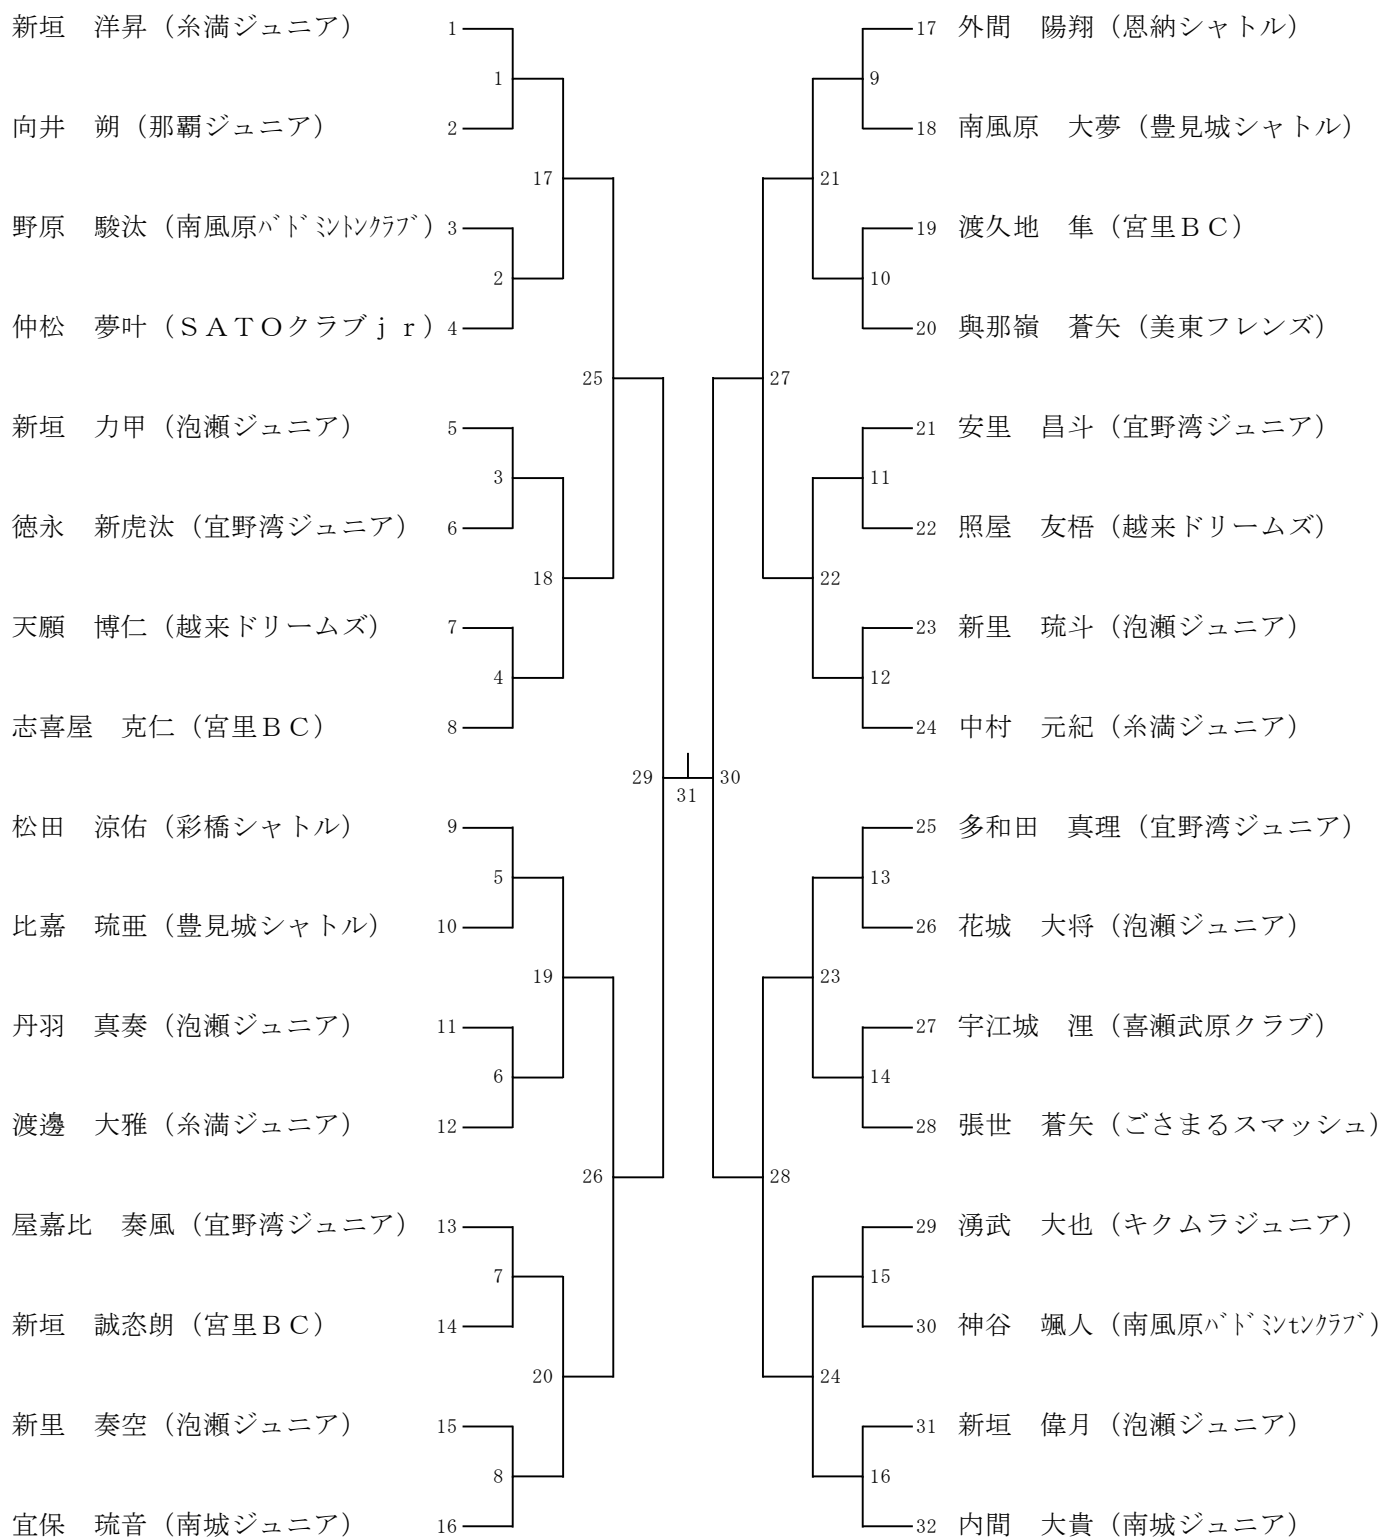 新垣　洋昇（糸満ジュニア） 1
1
向井　朔（那覇ジュニア） 2
17
野原　駿汰（南風原ﾊﾞﾄﾞﾐﾝﾄﾝｸﾗﾌﾞ） 3
2
仲松　夢叶（ＳＡＴＯクラブｊｒ） 4
25
新垣　力甲（泡瀬ジュニア） 5
3
徳永　新虎汰（宜野湾ジュニア） 6
18
天願　博仁（越来ドリームズ） 7
4
志喜屋　克仁（宮里ＢＣ） 8
29
松田　涼佑（彩橋シャトル） 9
5
比嘉　琉亜（豊見城シャトル） 10
19
丹羽　真奏（泡瀬ジュニア） 11
6
渡邊　大雅（糸満ジュニア） 12
26
屋嘉比　奏風（宜野湾ジュニア） 13
7
新垣　誠恣朗（宮里ＢＣ） 14
20
新里　奏空（泡瀬ジュニア） 15
8
宜保　琉音（南城ジュニア） 16
31
17 外間　陽翔（恩納シャトル）
9
18 南風原　大夢（豊見城シャトル）
21
19 渡久地　隼（宮里ＢＣ）
10
20 與那嶺　蒼矢（美東フレンズ）
27
21 安里　昌斗（宜野湾ジュニア）
11
22 照屋　友梧（越来ドリームズ）
22
23 新里　琉斗（泡瀬ジュニア）
12
24 中村　元紀（糸満ジュニア）
30
25 多和田　真理（宜野湾ジュニア）
13
26 花城　大将（泡瀬ジュニア）
23
27 宇江城　浬（喜瀬武原クラブ）
14
28 張世　蒼矢（ごさまるスマッシュ）
28
29 湧武　大也（キクムラジュニア）
15
30 神谷　颯人（南風原ﾊﾞﾄﾞﾐﾝｾﾝｸﾗﾌﾞ）
24
31 新垣　偉月（泡瀬ジュニア）
16
32 内間　大貴（南城ジュニア）